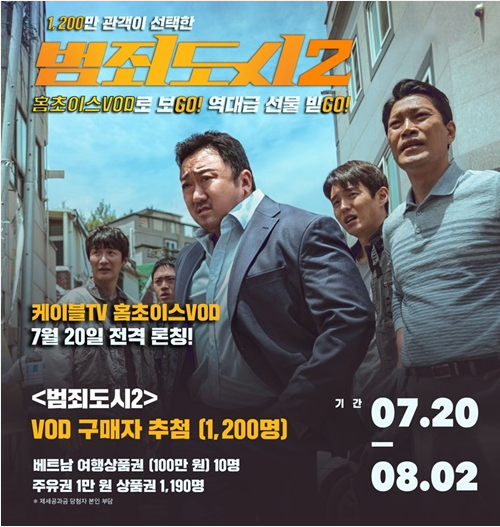 1,200만 관객이 선택한
범죄도시2
홈초이스VOD로 보GO! 역대급 선물 받GO!
케이블TV 홈초이스VOD
7월 20일 전격 론칭!
<범죄도시2>
VOD 구매자 추첨 (1,200명)
베트남 여행상품권 (100만 원) 10명
주유권 1만 원 상품권 1,190명
※ 제세공과금 당첨자 본인 부담
기간
07.20
—
08.02